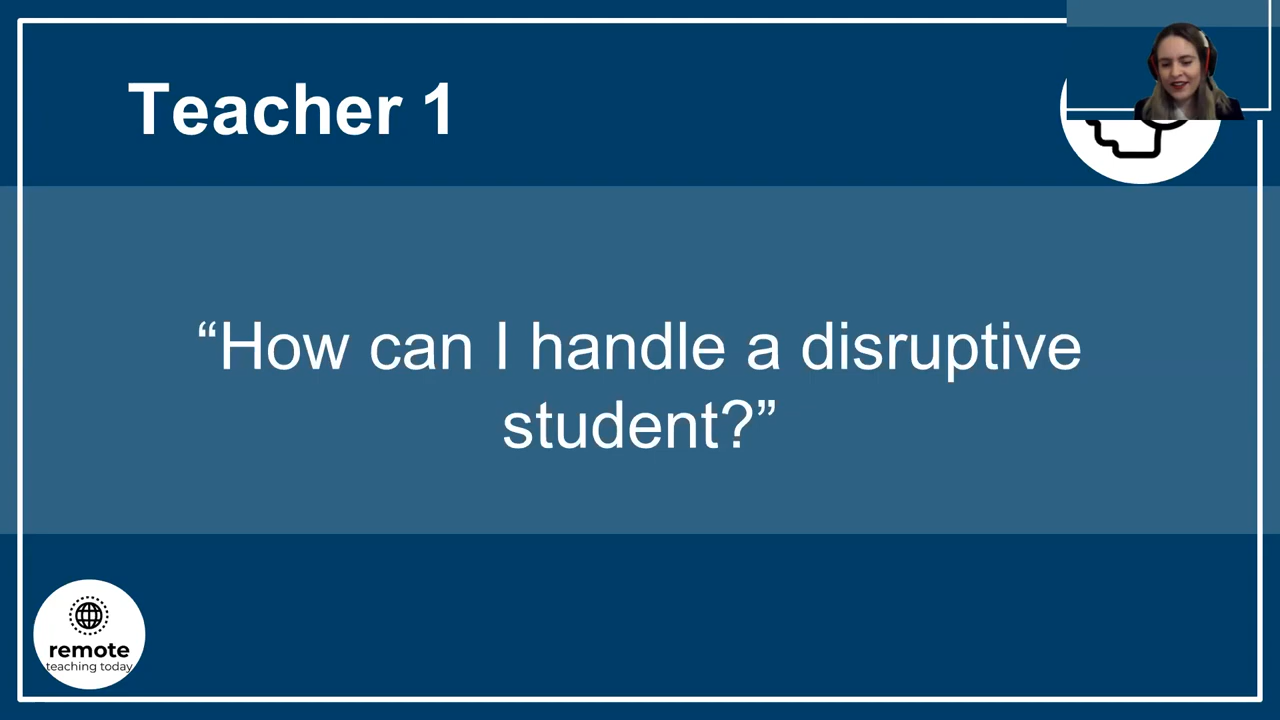 Teacher 1
“How can I handle a disruptive
student?”
remote
teaching today